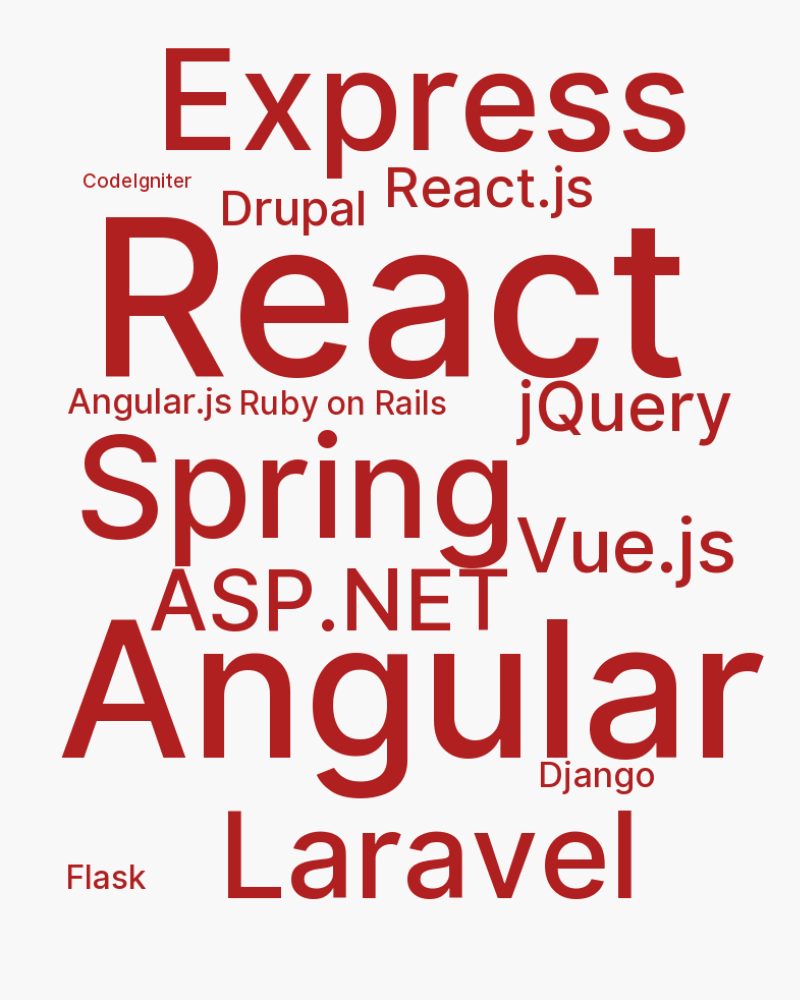 Express
CodeIgniter
Drupal
React.js
React
Angular.js
Ruby on Rails
jQuery
Spring
Vue.js
ASP.NET
Angular
Django
Laravel
Flask